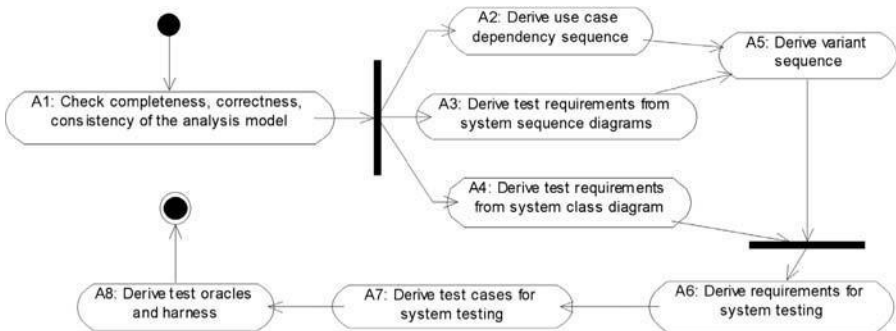 A2: Derive use case
dependency sequence
A5: Derive variant
sequence
A1: Check completeness, correctness,
consistency of the analysis model
A3: Derive test requirements from
system sequence diagrams
A4: Derive test requirements
from system class diagram
A8: Derive test oracles
and harness
A7: Derive test cases for
system testing
A6: Derive requirements for
system testing